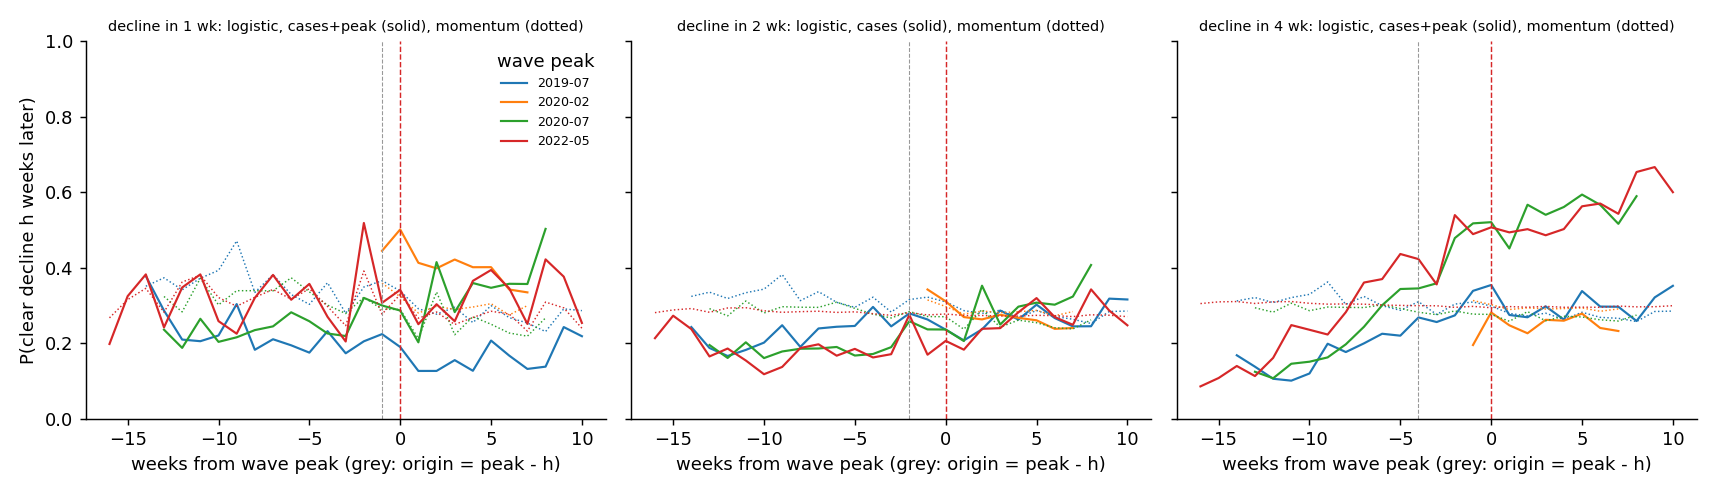 decline in 1 wk: logistic, cases+peak (solid), momentum (dotted)
decline in 2 wk: logistic, cases (solid), momentum (dotted)
decline in 4 wk: logistic, cases+peak (solid), momentum (dotted)
P(clear decline h weeks later)
1.0
0.8
0.6
0.4
0.2
0.0
wave peak
2019-07
2020-02
2020-07
2022-05
−15 −10 −5 0 5 10
−15 −10 −5 0 5 10
−15 −10 −5 0 5 10
weeks from wave peak (grey: origin = peak - h)
weeks from wave peak (grey: origin = peak - h)
weeks from wave peak (grey: origin = peak - h)